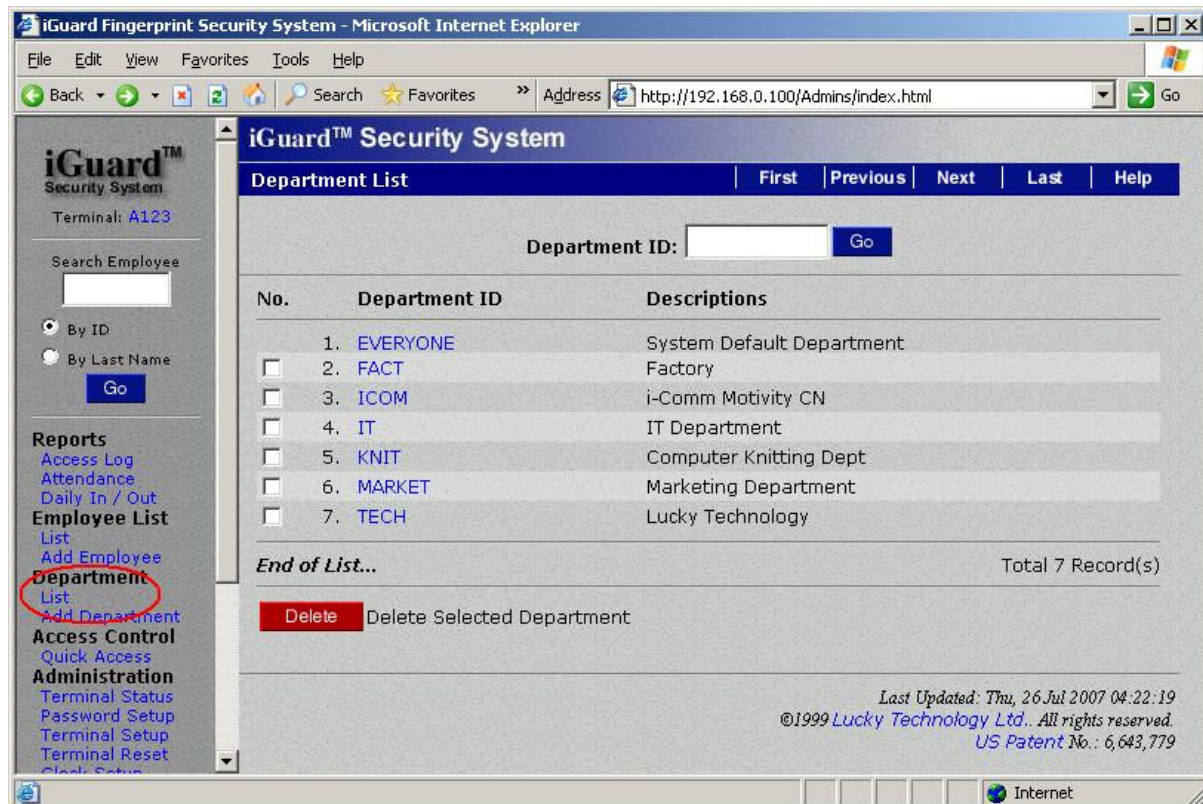 iGuard Fingerprint Security System - Microsoft Internet Explorer
File Edit View Favorites Tools Help
Back Search Favorites » Address http://192.168.0.100/Admins/index.html Go
iGuard™
Security System
Terminal: A123
Search Employee
By ID
By Last Name
Go
Reports
Access Log
Attendance
Daily In / Out
Employee List
List
Add Employee
Department
List
Add Department
Access Control
Quick Access
Administration
Terminal Status
Password Setup
Terminal Setup
Terminal Reset
Clock Setup
iGuard™ Security System
Department List First Previous Next Last Help
Department ID: Go
No. Department ID Descriptions
1. EVERYONE System Default Department
2. FACT Factory
3. ICOM i-Comm Motivity CN
4. IT IT Department
5. KNIT Computer Knitting Dept
6. MARKET Marketing Department
7. TECH Lucky Technology
End of List... Total 7 Record(s)
Delete Delete Selected Department
Last Updated: Thu, 26 Jul 2007 04:22:19
©1999 Lucky Technology Ltd.. All rights reserved.
US Patent No.: 6,643,779
Internet